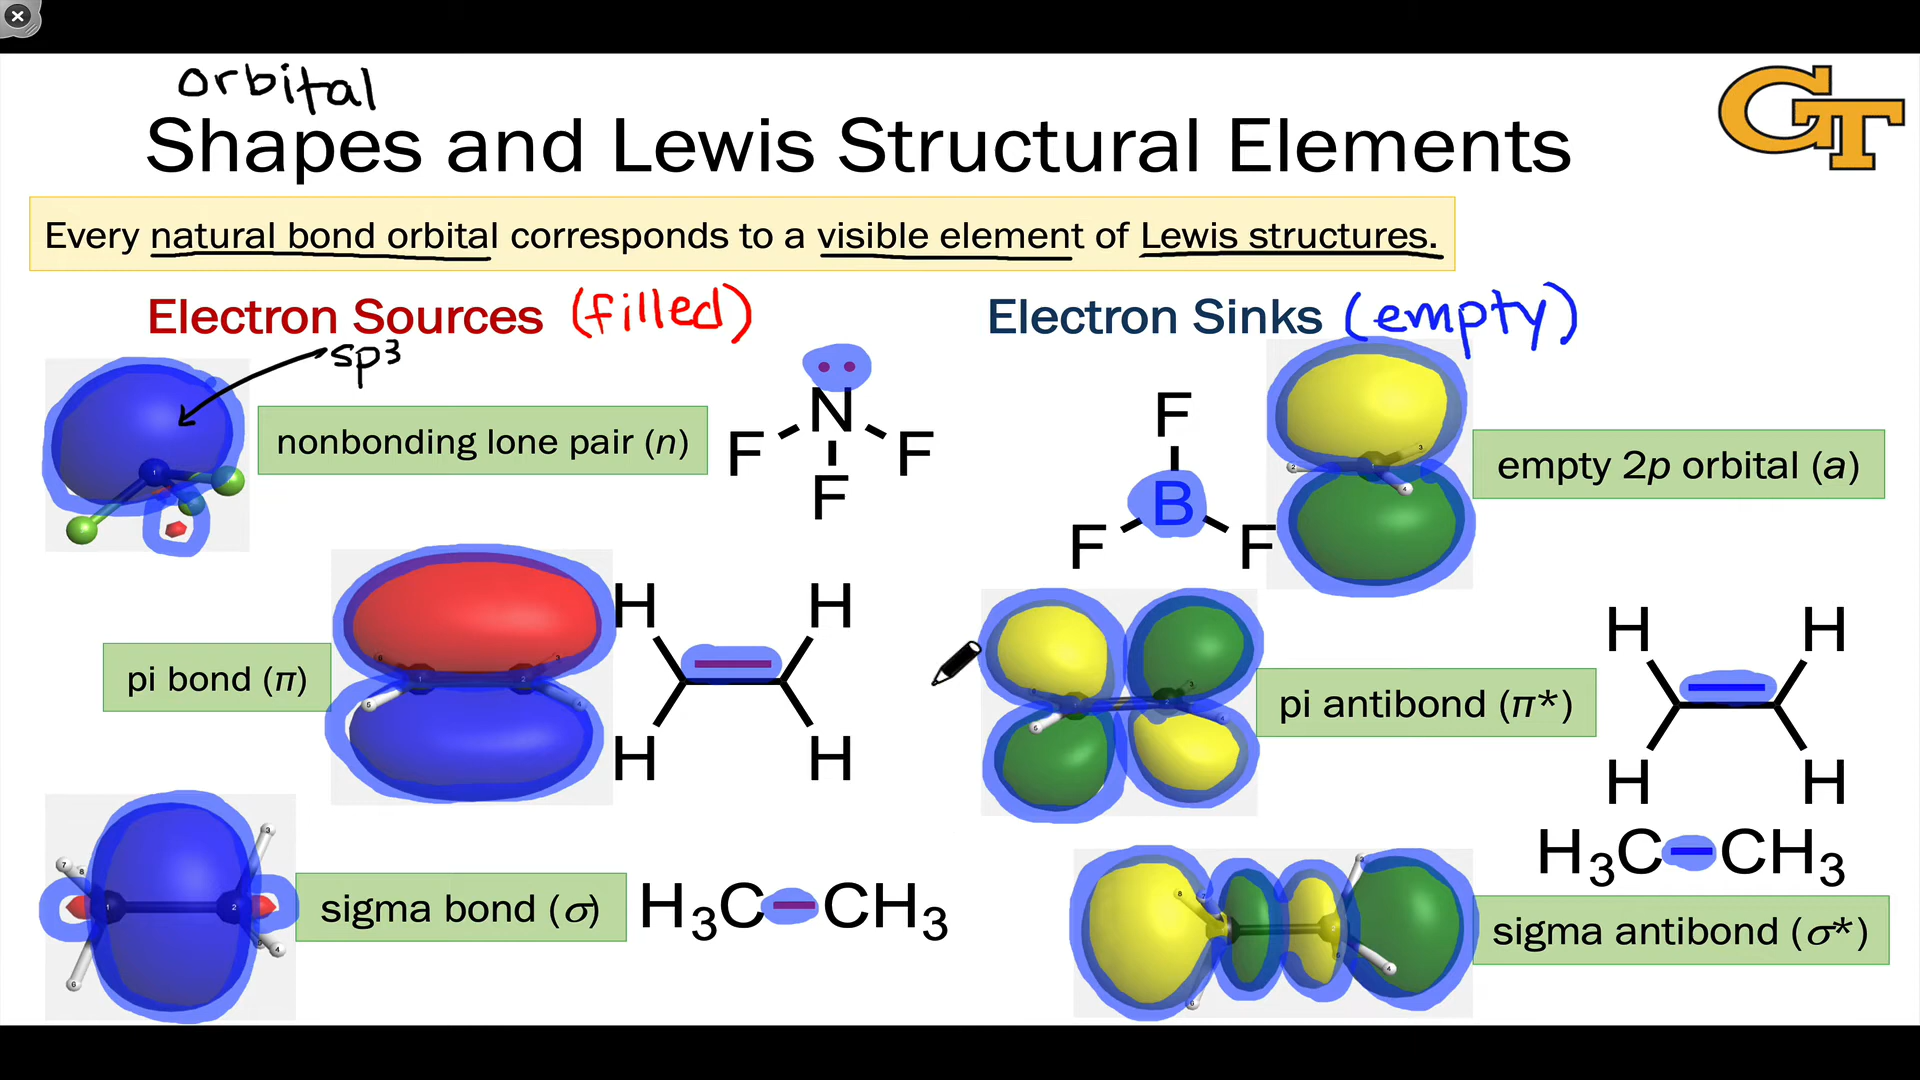 orbital
Shapes and Lewis Structural Elements
GT
Every natural bond orbital corresponds to a visible element of Lewis structures.
Electron Sources (filled)
sp³
nonbonding lone pair (n)
N
F F
F
pi bond (π)
H H
H H
sigma bond (σ)
H₃C CH₃
Electron Sinks (empty)
F
B
F F
empty 2p orbital (a)
pi antibond (π*)
H H
H H
H₃C CH₃
sigma antibond (σ*)